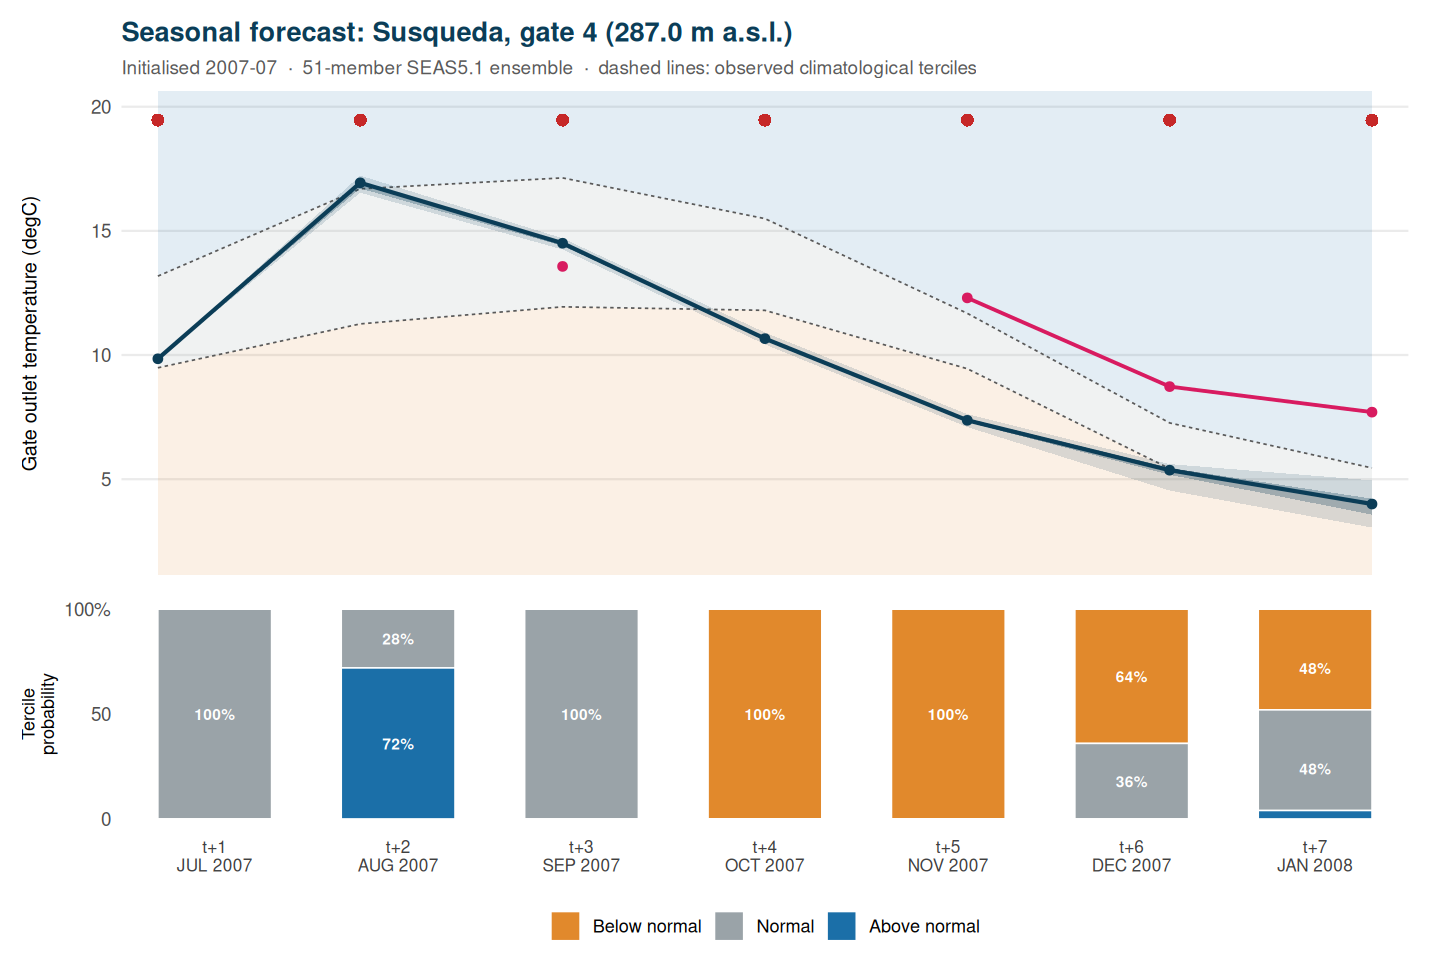 Seasonal forecast: Susqueda, gate 4 (287.0 m a.s.l.)
Initialised 2007-07 · 51-member SEAS5.1 ensemble · dashed lines: observed climatological terciles
Gate outlet temperature (degC)
20
15
10
5
Tercile
probability
100%
50
0
100%
28%
72%
100%
100%
100%
64%
36%
48%
48%
t+1
JUL 2007
t+2
AUG 2007
t+3
SEP 2007
t+4
OCT 2007
t+5
NOV 2007
t+6
DEC 2007
t+7
JAN 2008
Below normal
Normal
Above normal